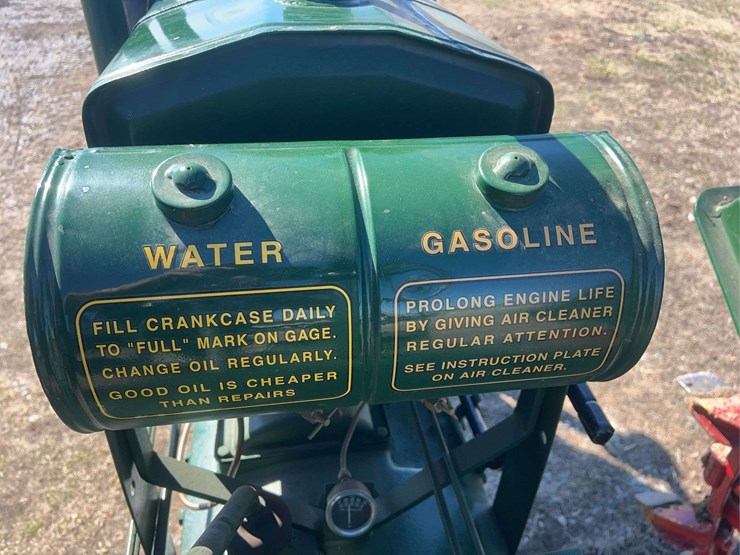 WATER
FILL CRANKCASE DAILY
TO "FULL" MARK ON GAGE.
CHANGE OIL REGULARLY.
GOOD OIL IS CHEAPER
THAN REPAIRS
GASOLINE
PROLONG ENGINE LIFE
BY GIVING AIR CLEANER
REGULAR ATTENTION.
SEE INSTRUCTION PLATE
ON AIR CLEANER.